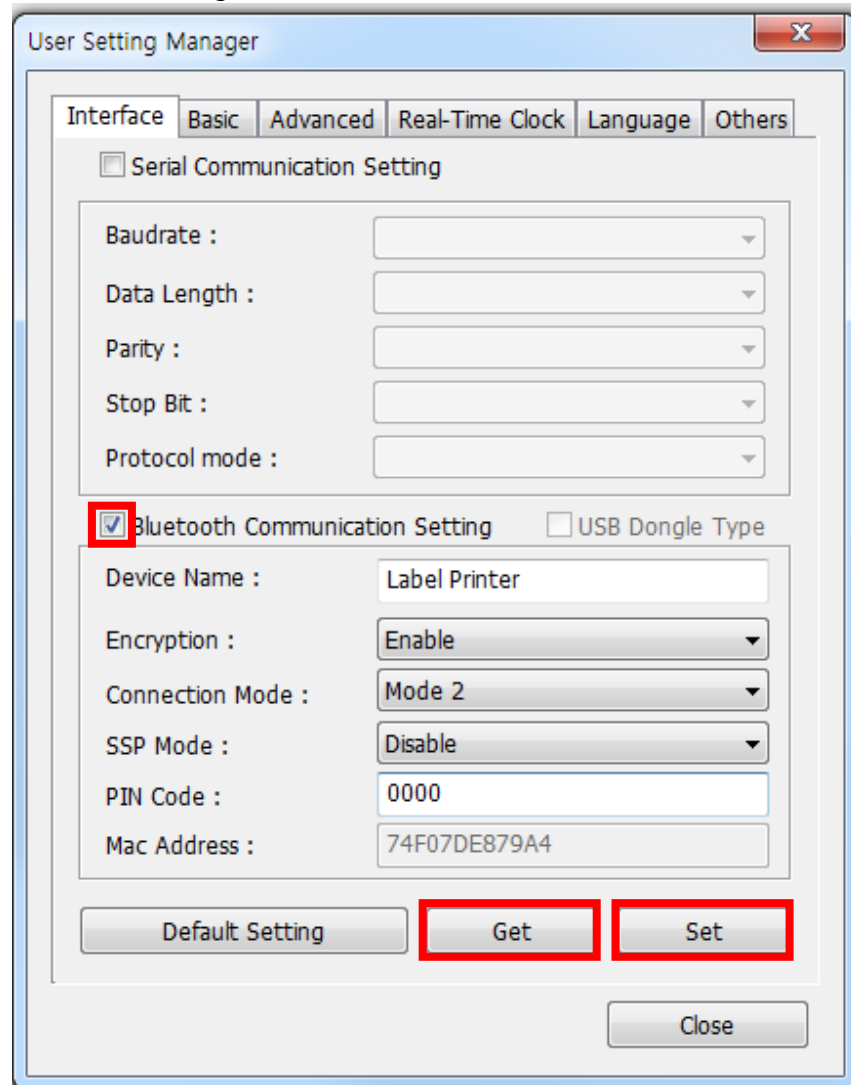 User Setting Manager
Interface Basic Advanced Real-Time Clock Language Others
Serial Communication Setting
Baudrate :
Data Length :
Parity :
Stop Bit :
Protocol mode :
Bluetooth Communication Setting USB Dongle Type
Device Name : Label Printer
Encryption : Enable
Connection Mode : Mode 2
SSP Mode : Disable
PIN Code : 0000
Mac Address : 74F07DE879A4
Default Setting Get Set
Close